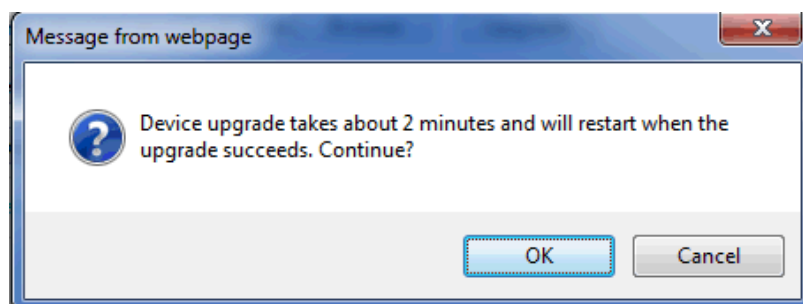 Message from webpage
Device upgrade takes about 2 minutes and will restart when the
upgrade succeeds. Continue?
OK
Cancel